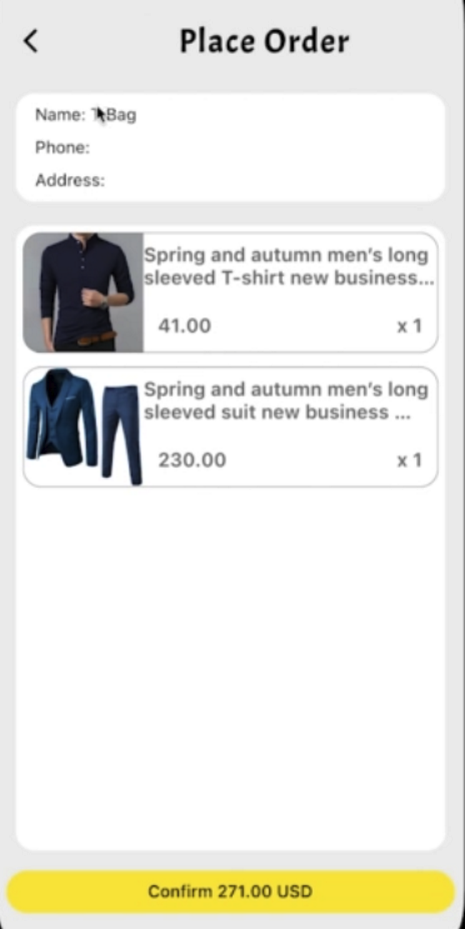 Place Order
Name: T-Bag
Phone:
Address:
Spring and autumn men's long
sleeved T-shirt new business...
41.00 x 1
Spring and autumn men's long
sleeved suit new business ...
230.00 x 1
Confirm 271.00 USD